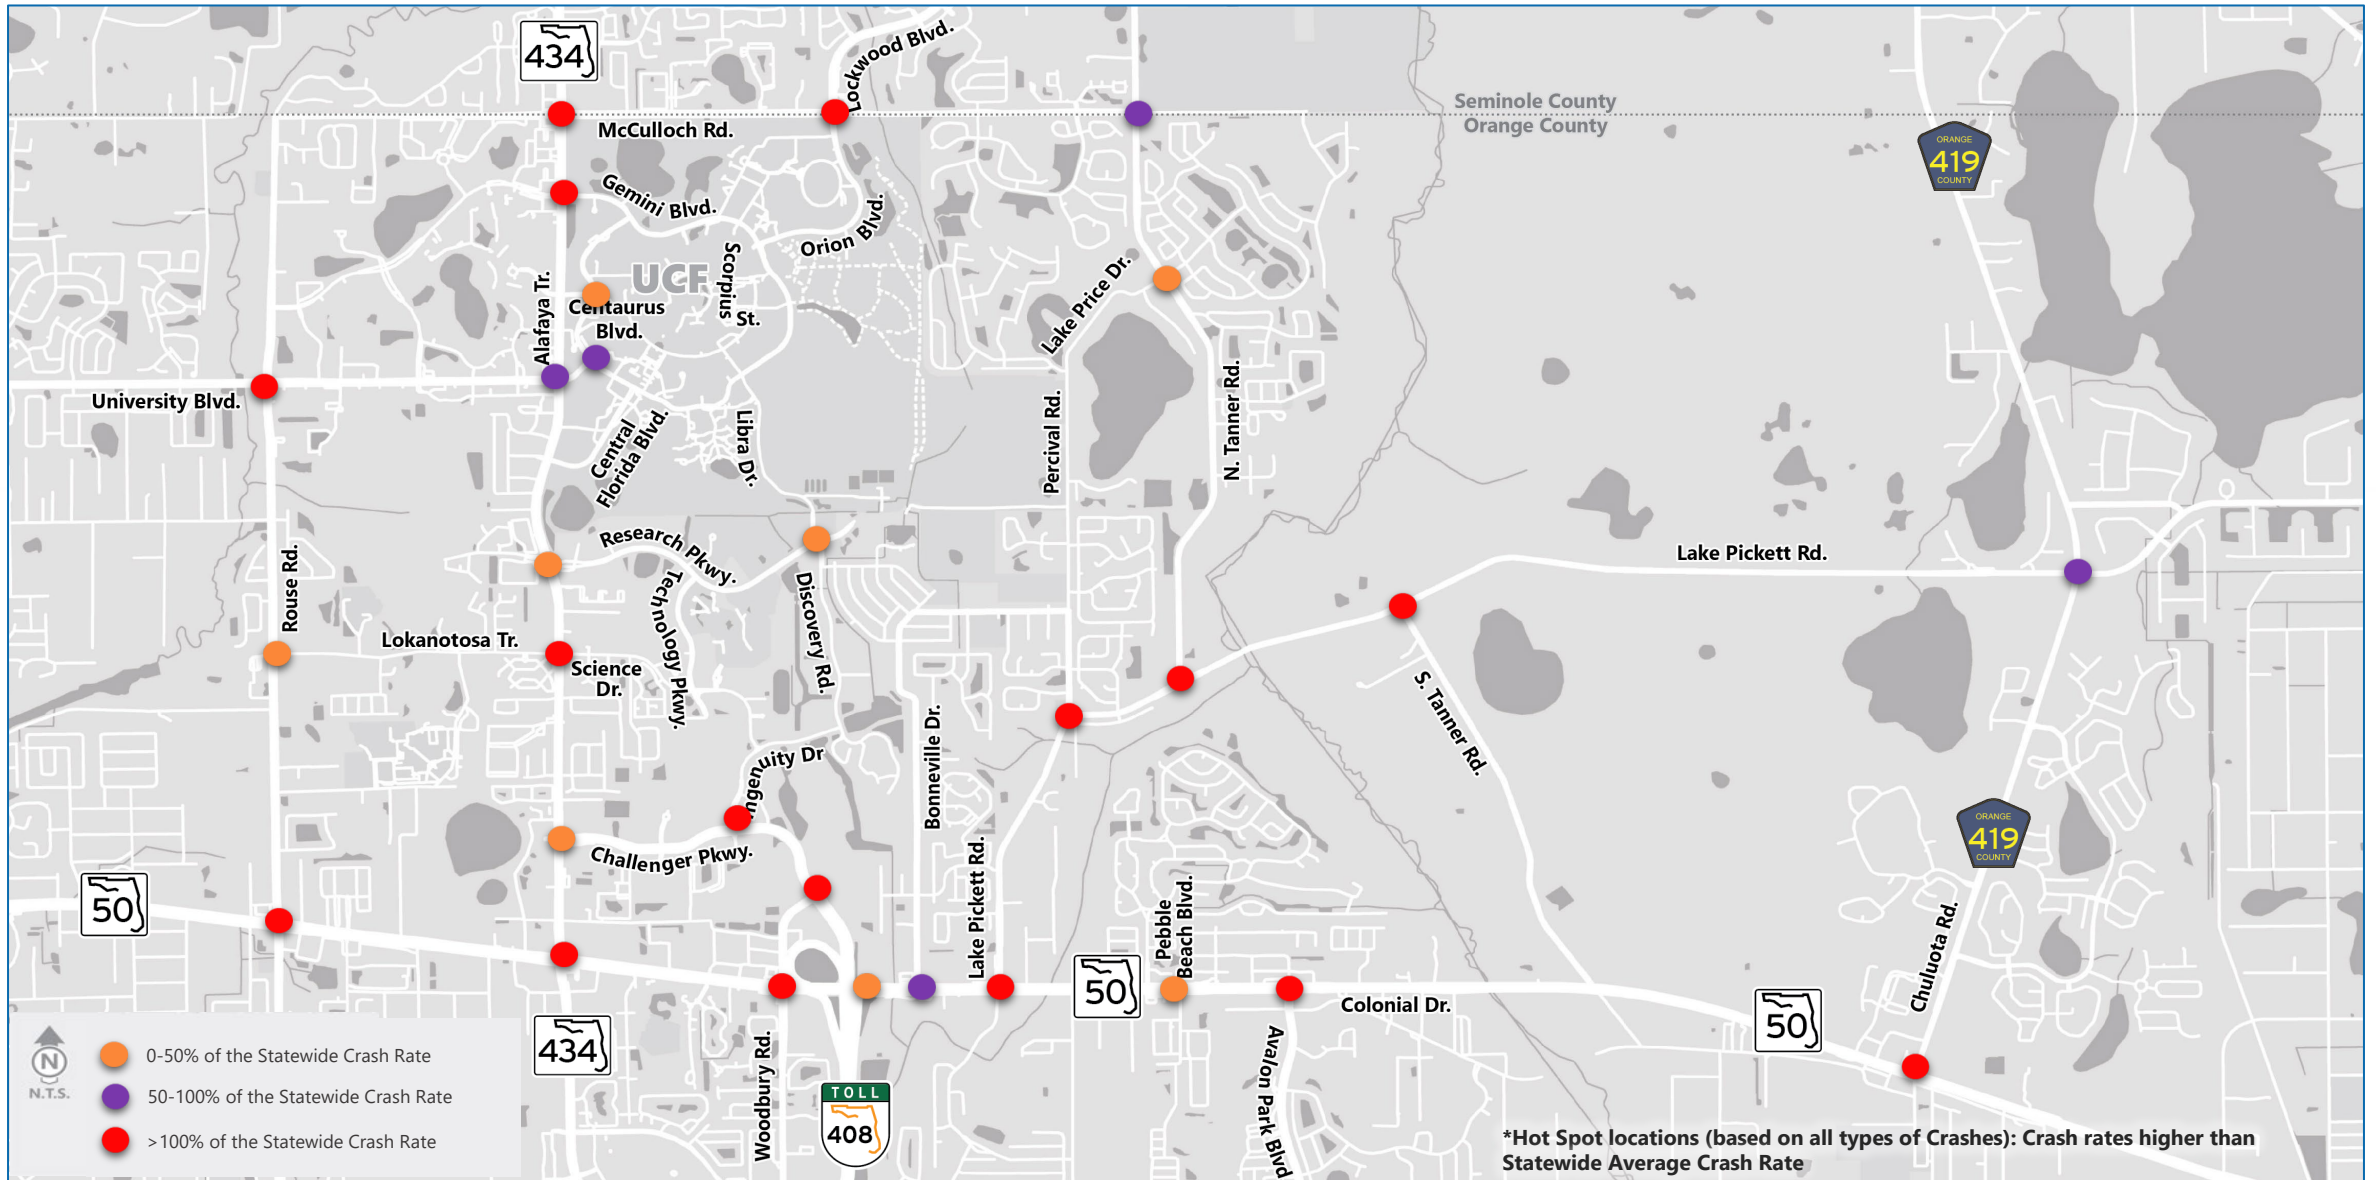 434
Lockwood Blvd.
McCulloch Rd.
Seminole County
Orange County
ORANGE
419
COUNTY
Gemini Blvd.
Orion Blvd.
Scorpius
St.
UCF
Centaurus
Blvd.
Alafaya Tr.
Lake Price Dr.
University Blvd.
Central
Florida Blvd.
Libra Dr.
Percival Rd.
N. Tanner Rd.
Research Pkwy.
Technology Pkwy.
Discovery Rd.
Lake Pickett Rd.
Rouse Rd.
Lokanotosa Tr.
Science
Dr.
S. Tanner Rd.
Bonneville Dr.
Ingenuity Dr
Challenger Pkwy.
Lake Pickett Rd.
ORANGE
419
COUNTY
50
Pebble
Beach Blvd.
Chuluota Rd.
50
Colonial Dr.
50
434
Woodbury Rd.
TOLL
408
Avalon Park Blvd
N
N.T.S.
0-50% of the Statewide Crash Rate
50-100% of the Statewide Crash Rate
>100% of the Statewide Crash Rate
*Hot Spot locations (based on all types of Crashes): Crash rates higher than
Statewide Average Crash Rate